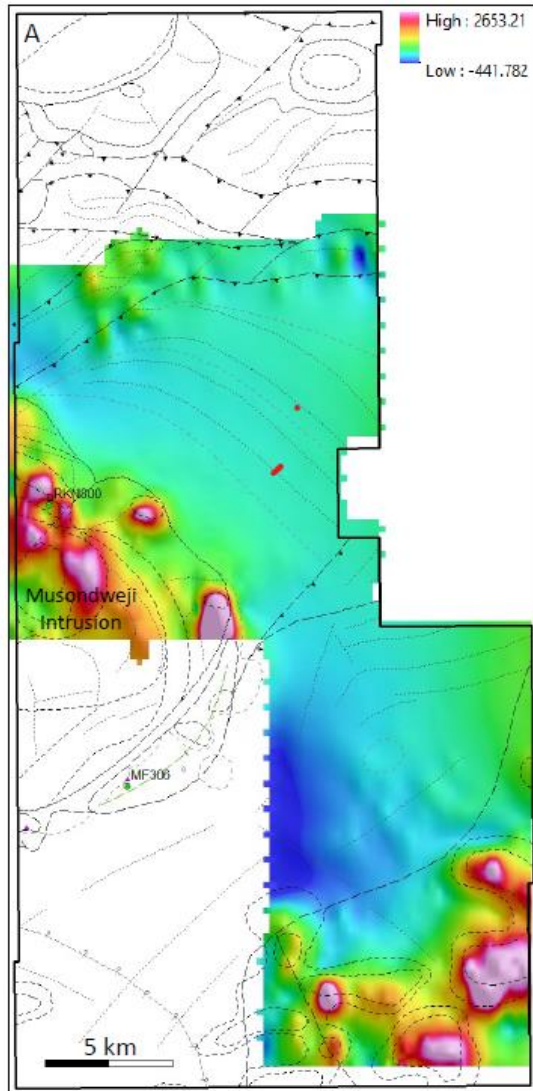 A
High : 2653.21
Low : -441.782
RKN800
Musondweji
Intrusion
MF306
5 km